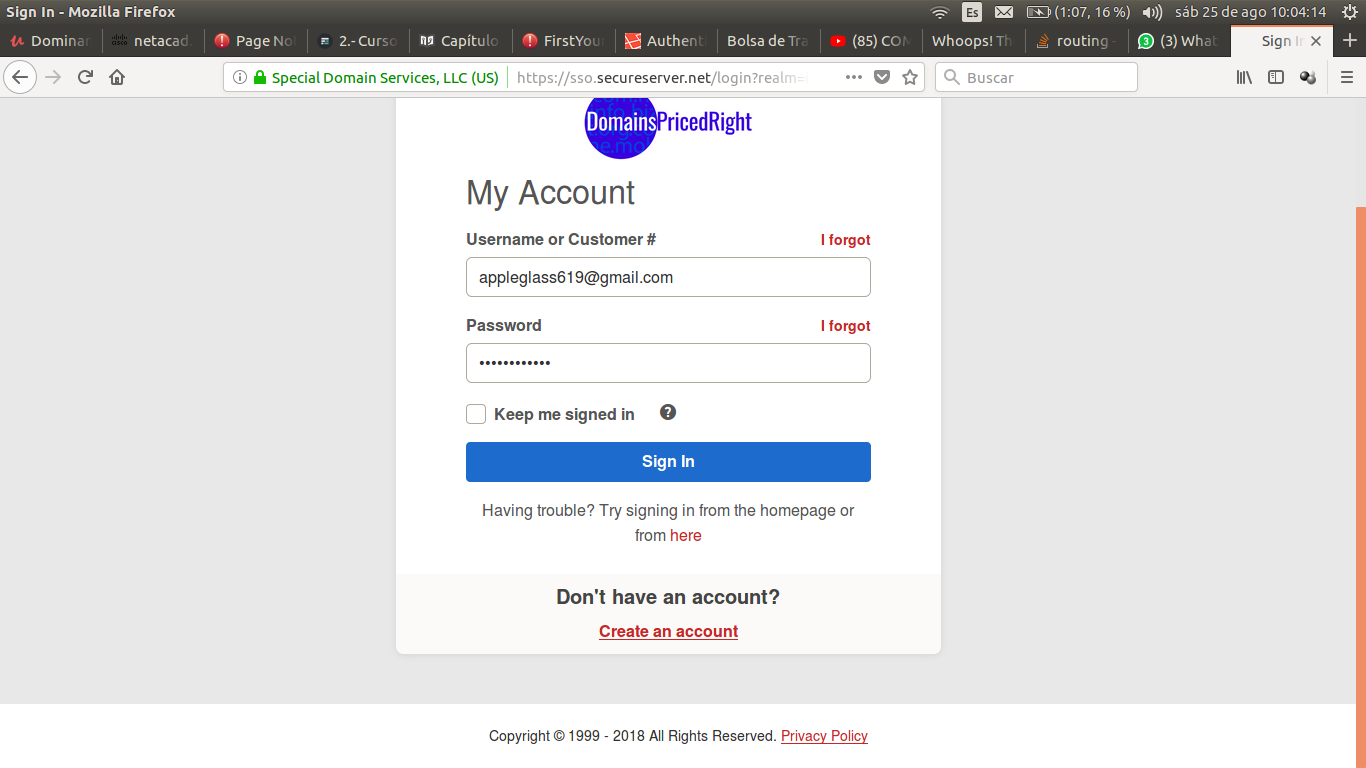 Sign In - Mozilla Firefox
Es
(1:07, 16 %)
sáb 25 de ago 10:04:14
Dominar
netacad.
Page No
2.- Curso
Capítulo
FirstYou
Authent
Bolsa de Tra
(85) COM
Whoops! Th
routing -
(3) What
Sign In
Special Domain Services, LLC (US)
https://sso.secureserver.net/login?realm=
Buscar
DomainsPricedRight
My Account
Username or Customer #
I forgot
appleglass619@gmail.com
Password
I forgot
••••••••••••
Keep me signed in
?
Sign In
Having trouble? Try signing in from the homepage or
from here
Don't have an account?
Create an account
Copyright © 1999 - 2018 All Rights Reserved. Privacy Policy